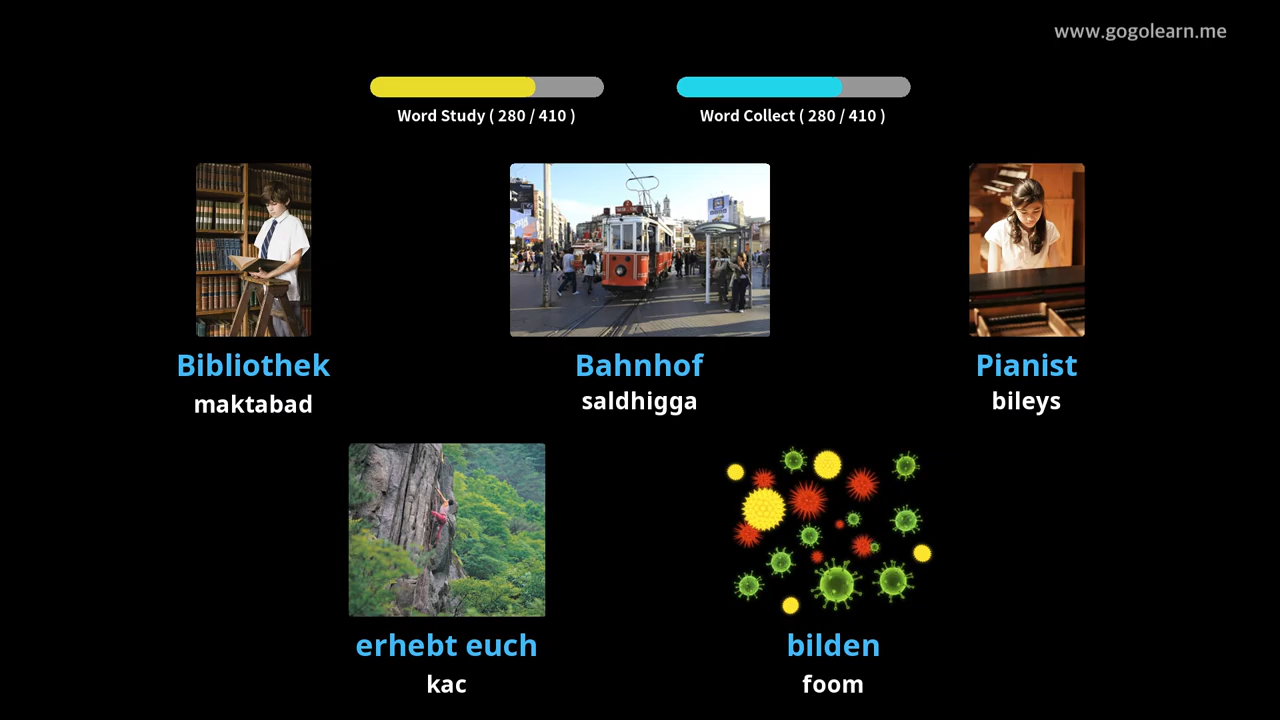 www.gogolearn.me
Word Study ( 280 / 410 )
Word Collect ( 280 / 410 )
Bibliothek
maktabad
Bahnhof
saldhigga
Pianist
bileys
erhebt euch
kac
bilden
foom